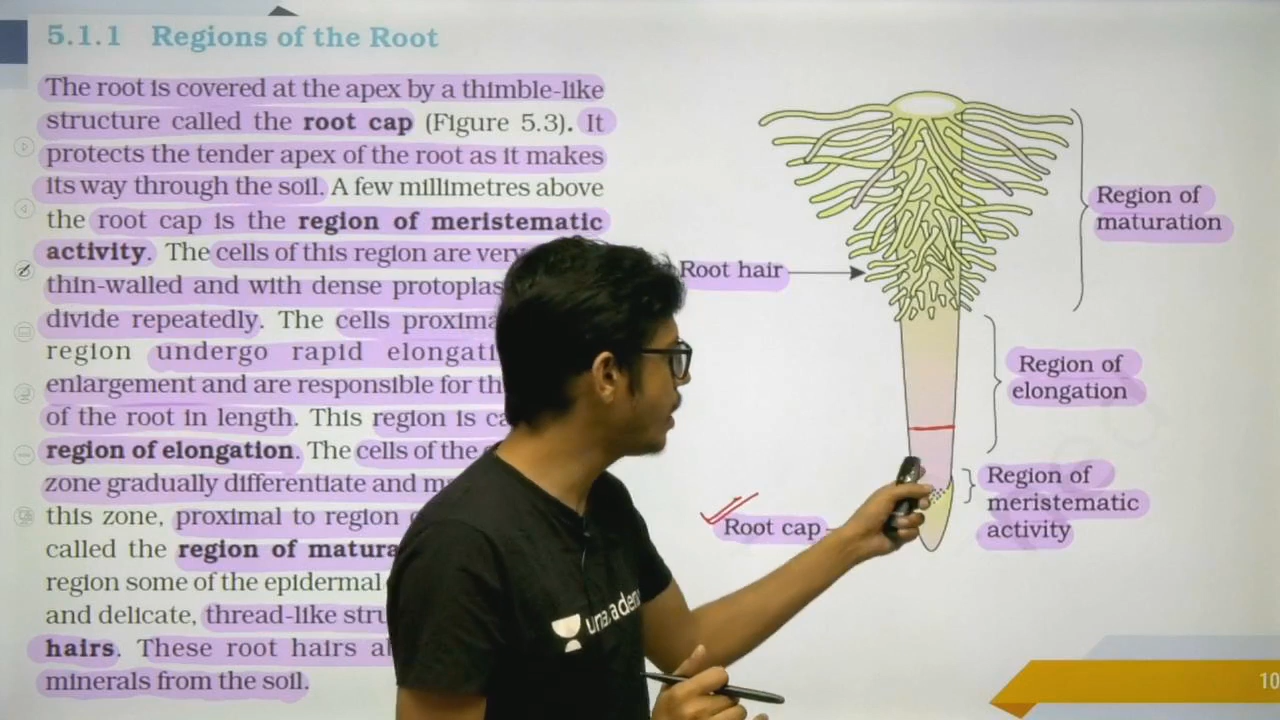 5.1.1 Regions of the Root
The root is covered at the apex by a thimble-like
structure called the root cap (Figure 5.3). It
protects the tender apex of the root as it makes
its way through the soil. A few millimetres above
the root cap is the region of meristematic
activity. The cells of this region are very
thin-walled and with dense protoplas
divide repeatedly. The cells proxima
region undergo rapid elongati
enlargement and are responsible for th
of the root in length. This region is ca
region of elongation. The cells of the
zone gradually differentiate and m
this zone, proximal to region
called the region of matura
region some of the epidermal
and delicate, thread-like stru
hairs. These root hairs a
minerals from the soil.
Region of
maturation
Root hair
Region of
elongation
Region of
meristematic
activity
Root cap
unacademy
10